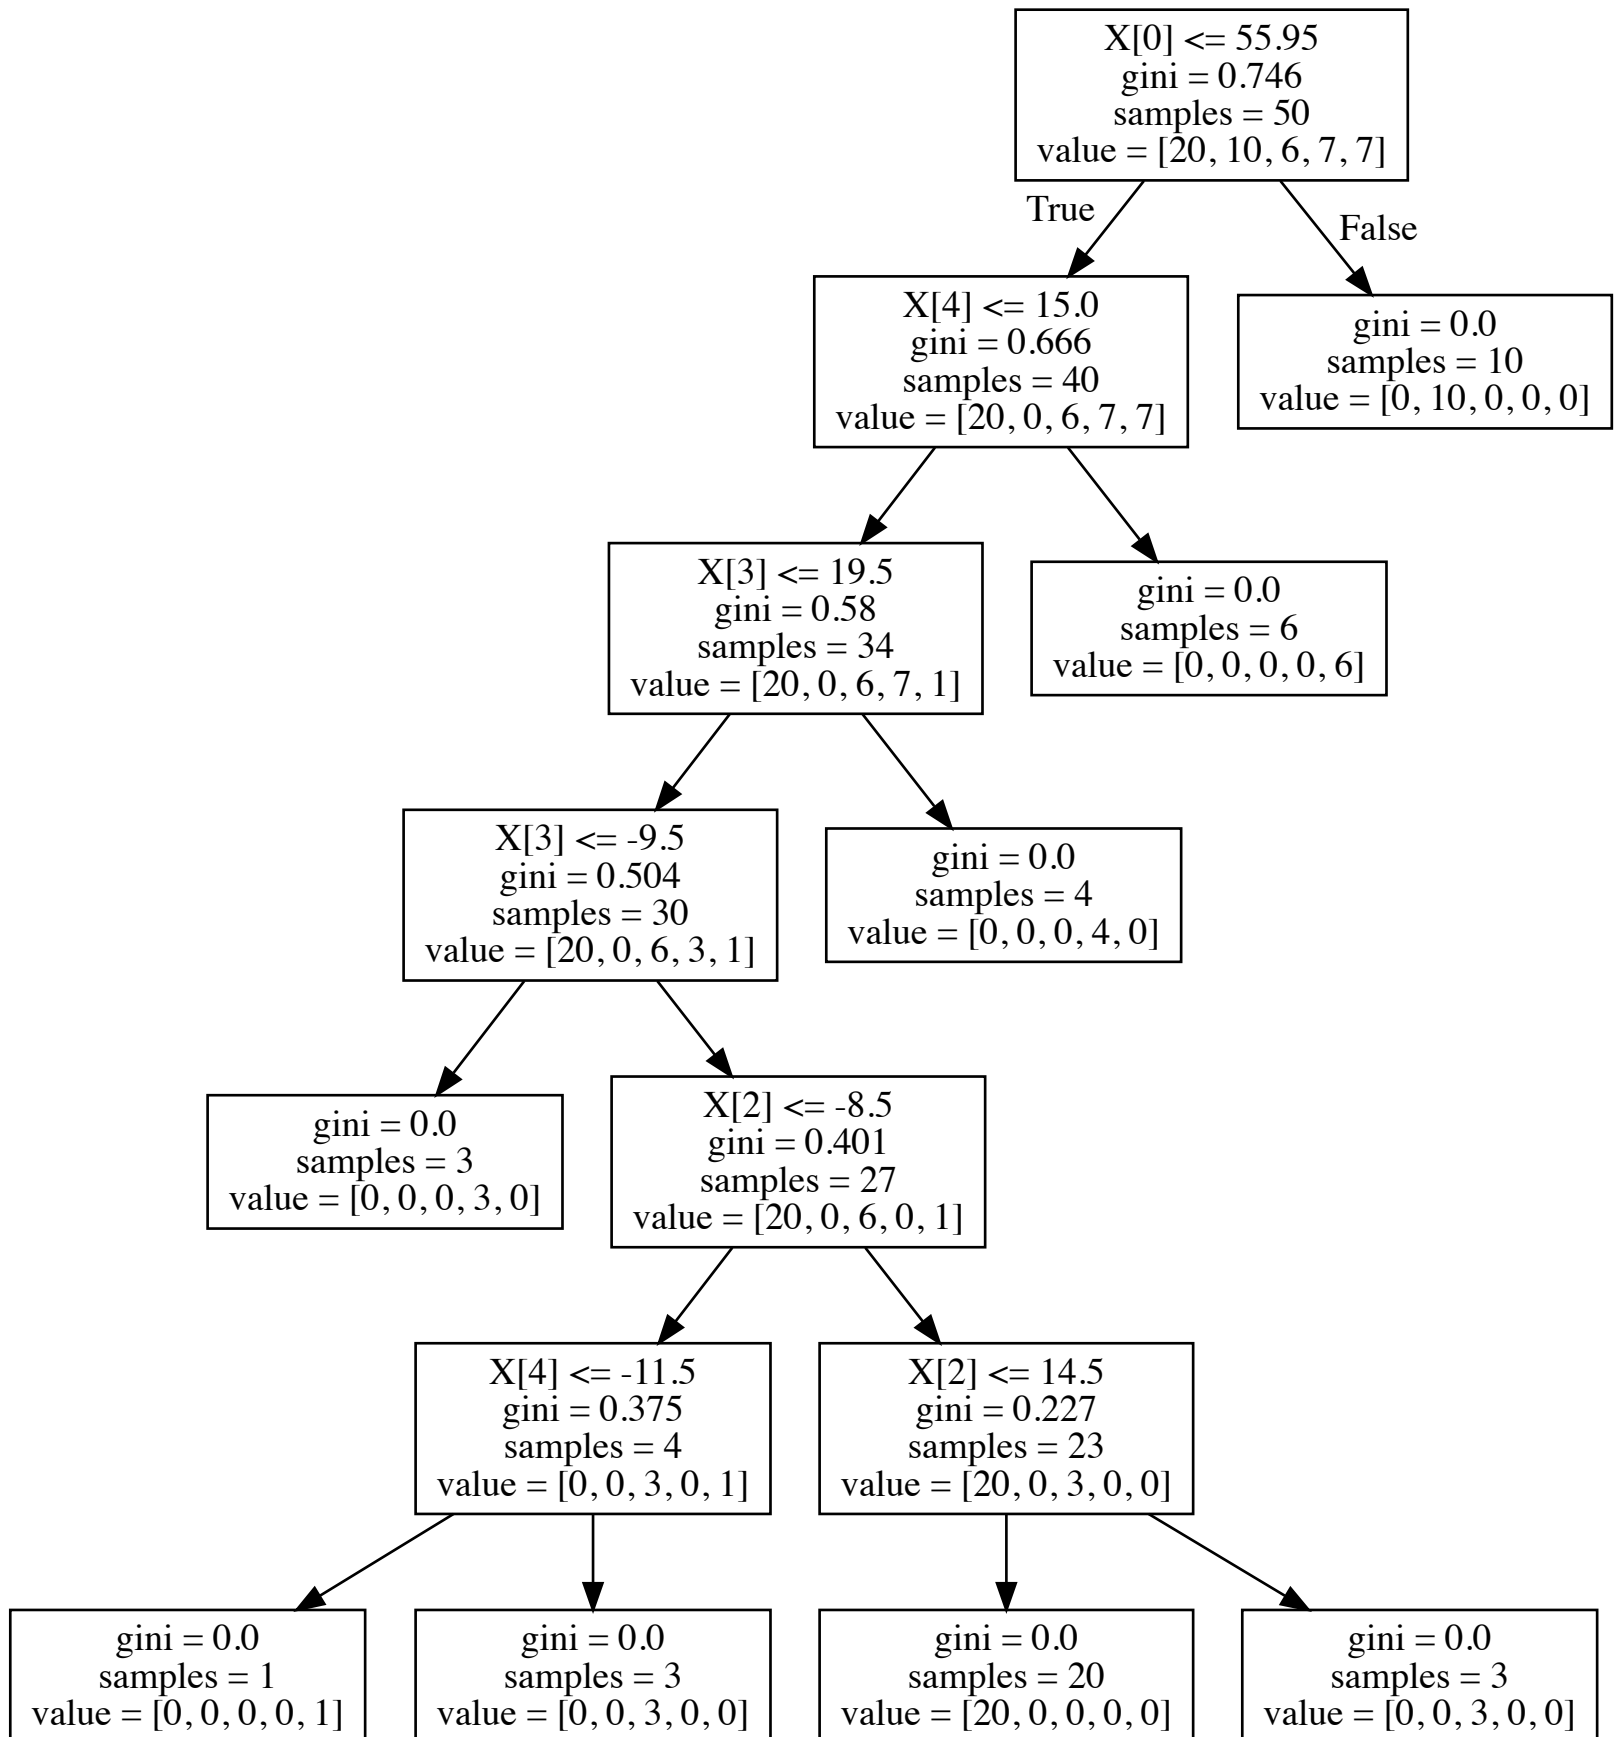 X[0] <= 55.95
gini = 0.746
samples = 50
value = [20, 10, 6, 7, 7]
True
False
X[4] <= 15.0
gini = 0.666
samples = 40
value = [20, 0, 6, 7, 7]
gini = 0.0
samples = 10
value = [0, 10, 0, 0, 0]
X[3] <= 19.5
gini = 0.58
samples = 34
value = [20, 0, 6, 7, 1]
gini = 0.0
samples = 6
value = [0, 0, 0, 0, 6]
X[3] <= -9.5
gini = 0.504
samples = 30
value = [20, 0, 6, 3, 1]
gini = 0.0
samples = 4
value = [0, 0, 0, 4, 0]
gini = 0.0
samples = 3
value = [0, 0, 0, 3, 0]
X[2] <= -8.5
gini = 0.401
samples = 27
value = [20, 0, 6, 0, 1]
X[4] <= -11.5
gini = 0.375
samples = 4
value = [0, 0, 3, 0, 1]
X[2] <= 14.5
gini = 0.227
samples = 23
value = [20, 0, 3, 0, 0]
gini = 0.0
samples = 1
value = [0, 0, 0, 0, 1]
gini = 0.0
samples = 3
value = [0, 0, 3, 0, 0]
gini = 0.0
samples = 20
value = [20, 0, 0, 0, 0]
gini = 0.0
samples = 3
value = [0, 0, 3, 0, 0]